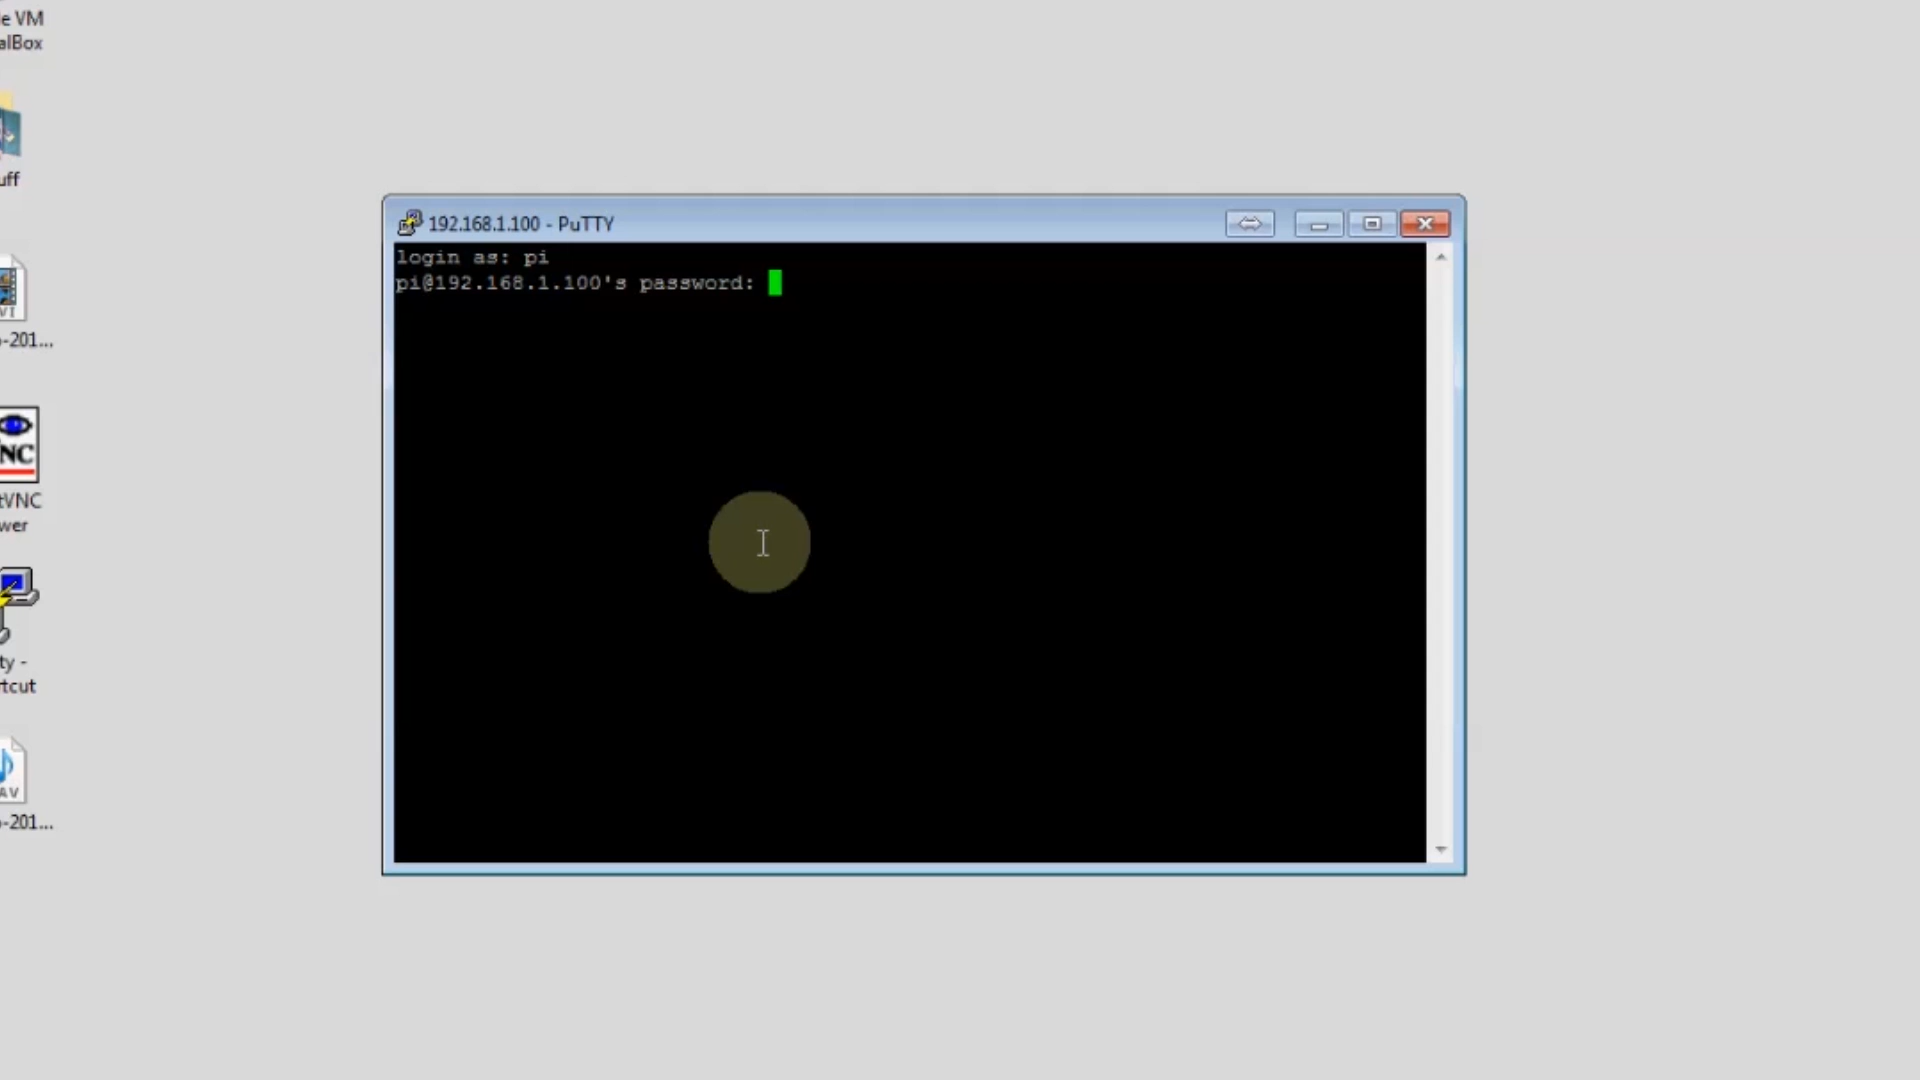 e VM
alBox
uff
VI
-201...
NC
tVNC
wer
ty -
rtcut
AV
-201...
192.168.1.100 - PuTTY
login as: pi
pi@192.168.1.100's password: